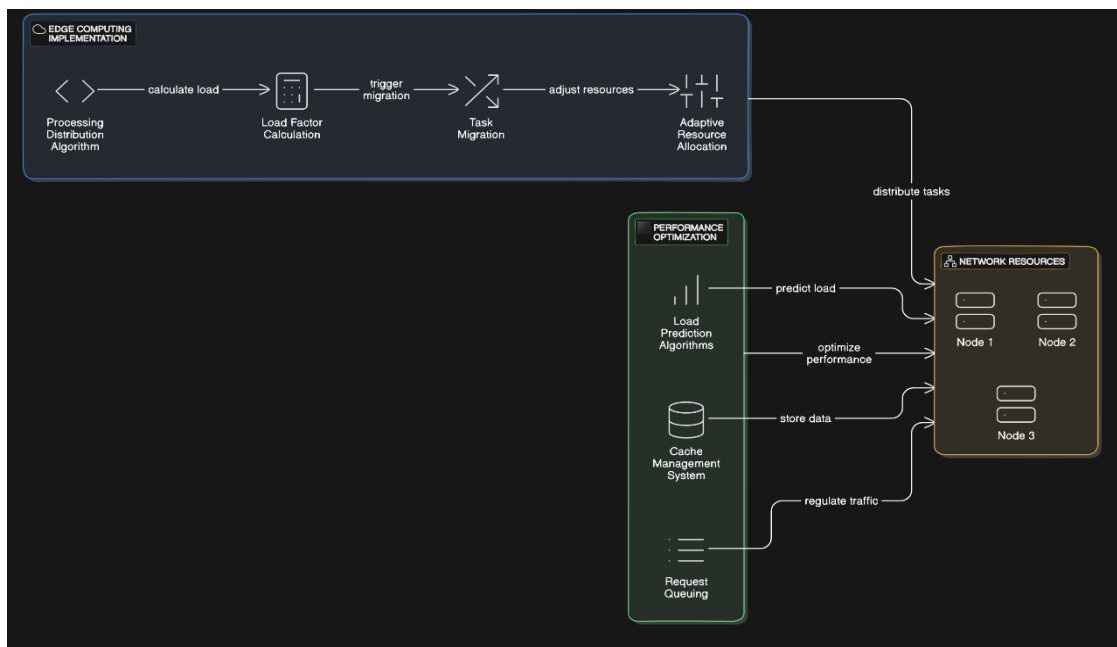 EDGE COMPUTING
IMPLEMENTATION
calculate load
trigger
migration
adjust resources
Processing
Distribution
Algorithm
Load Factor
Calculation
Task
Migration
Adaptive
Resource
Allocation
distribute tasks
PERFORMANCE
OPTIMIZATION
NETWORK RESOURCES
predict load
Load
Prediction
Algorithms
Node 1
Node 2
optimize
performance
store data
Node 3
Cache
Management
System
regulate traffic
Request
Queuing